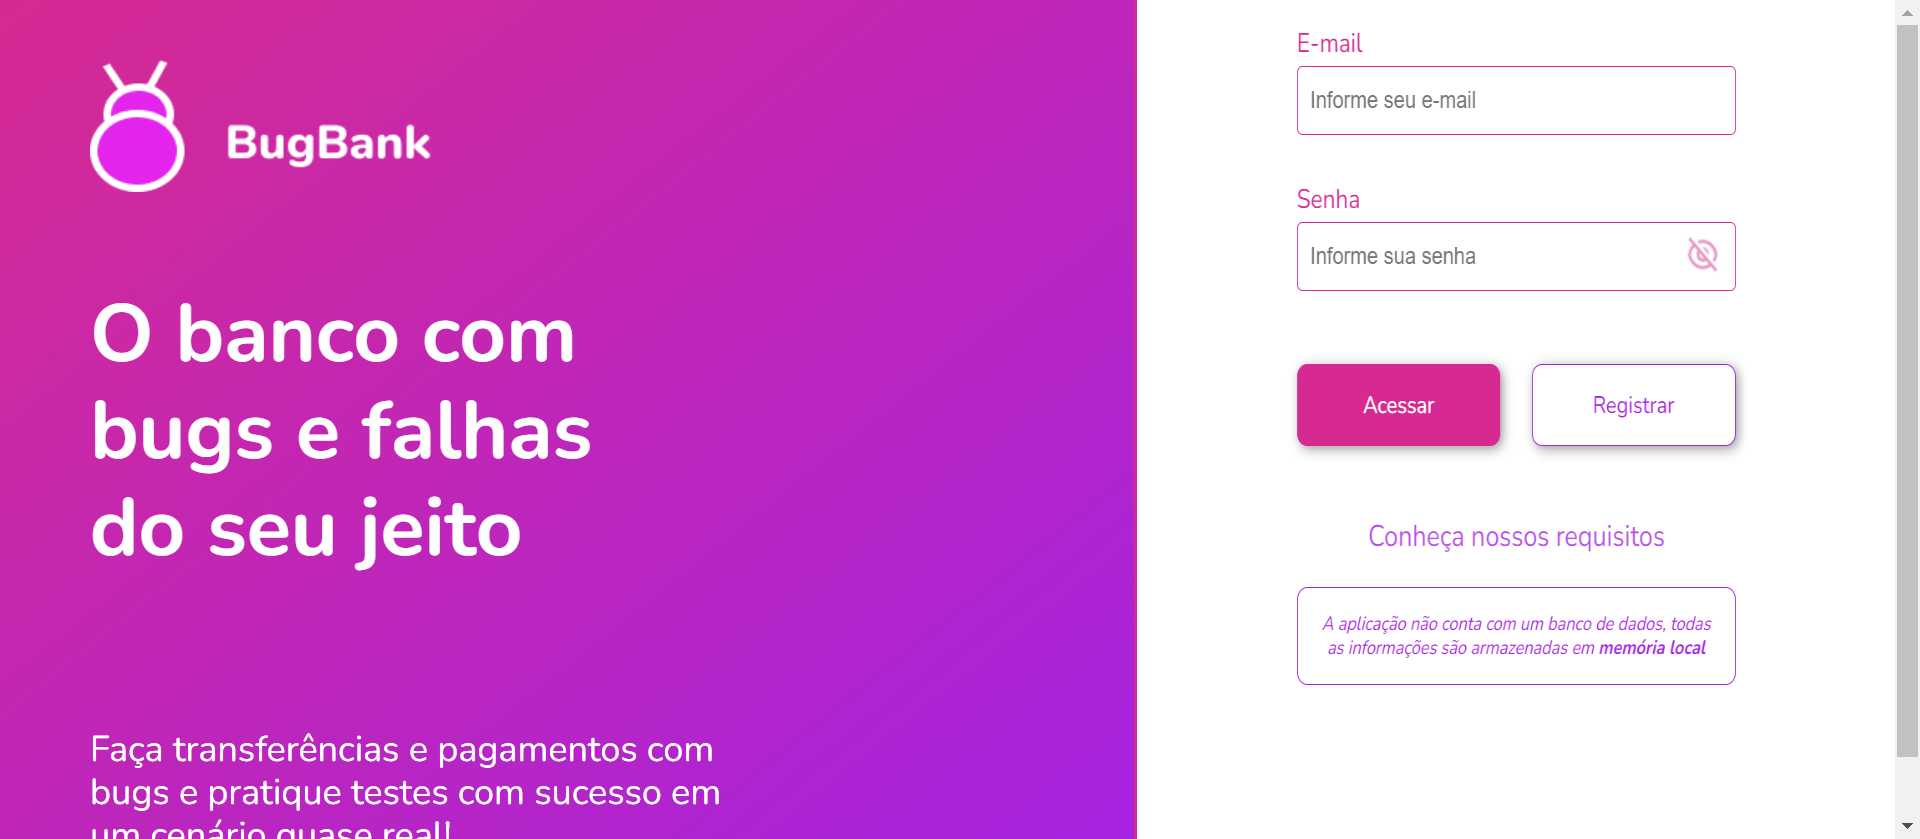 BugBank
O banco com
bugs e falhas
do seu jeito
Faça transferências e pagamentos com
bugs e pratique testes com sucesso em
um cenário quase real!
E-mail
Informe seu e-mail
Senha
Informe sua senha
Acessar
Registrar
Conheça nossos requisitos
A aplicação não conta com um banco de dados, todas
as informações são armazenadas em memória local